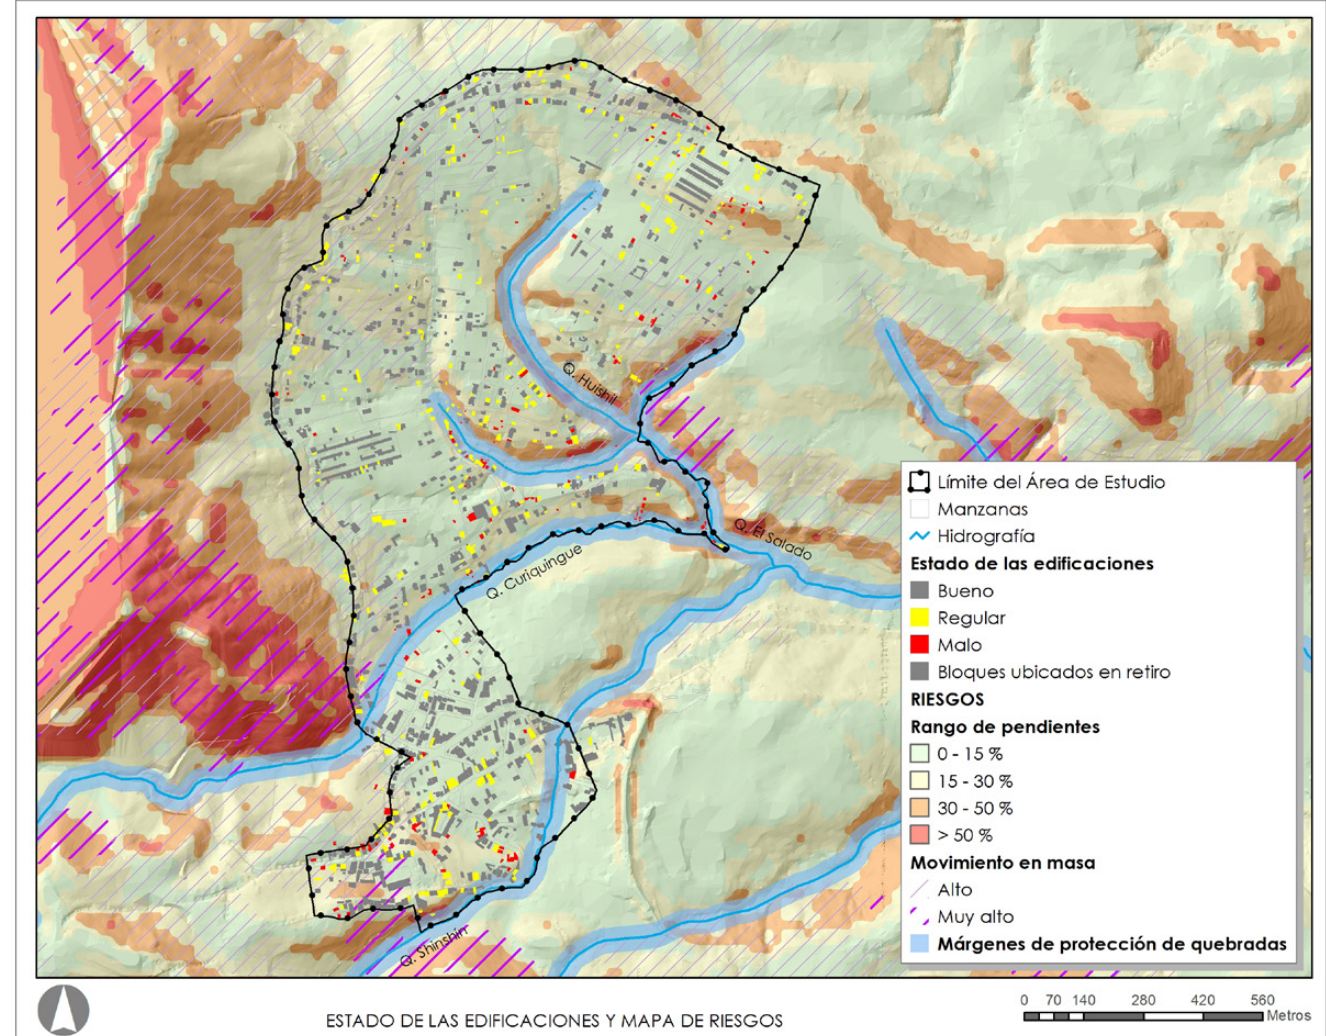 Q. Huishil
Q. El Salado
Q. Curiquingue
Q. Shinshin
Límite del Área de Estudio
Manzanas
Hidrografía
Estado de las edificaciones
Bueno
Regular
Malo
Bloques ubicados en retiro
RIESGOS
Rango de pendientes
0 - 15 %
15 - 30 %
30 - 50 %
> 50 %
Movimiento en masa
Alto
Muy alto
Márgenes de protección de quebradas
ESTADO DE LAS EDIFICACIONES Y MAPA DE RIESGOS
0 70 140 280 420 560
Metros